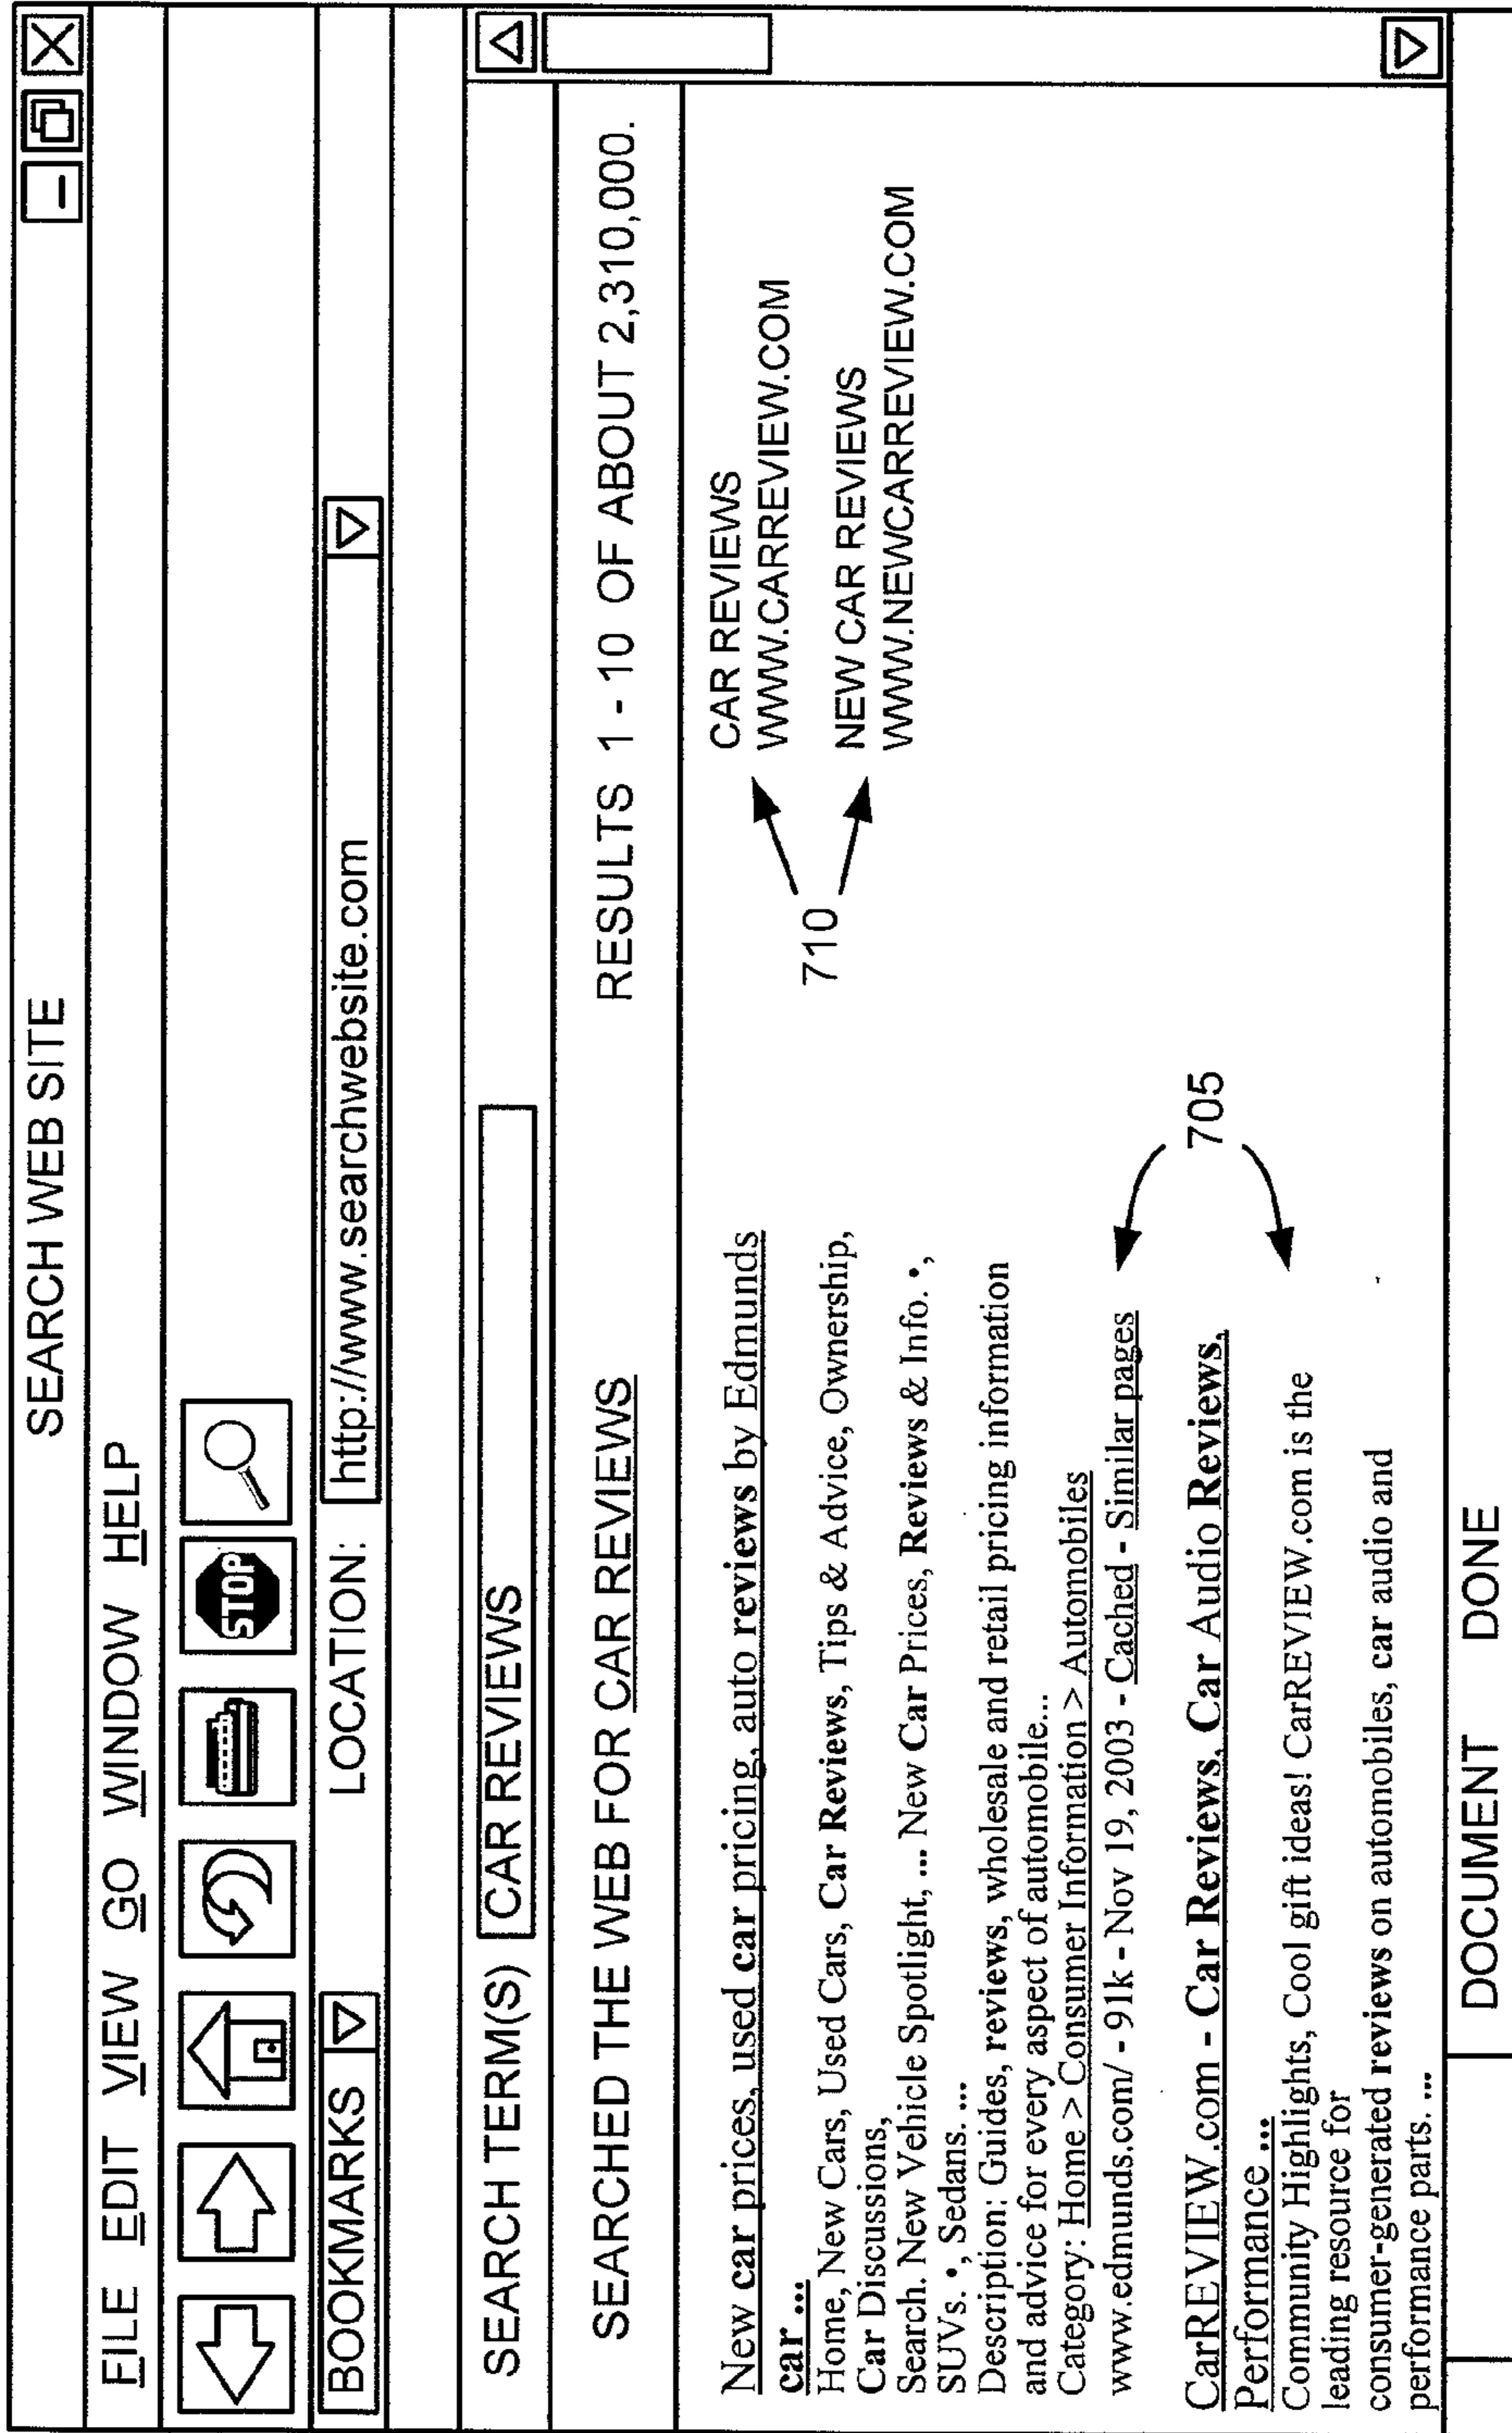 SEARCH WEB SITE
FILE EDIT VIEW GO WINDOW HELP
STOP
BOOKMARKS LOCATION: http://www.searchwebsite.com
SEARCH TERM(S) CAR REVIEWS
SEARCHED THE WEB FOR CAR REVIEWS RESULTS 1 - 10 OF ABOUT 2,310,000.
New car prices, used car pricing, auto reviews by Edmunds
car ...
Home, New Cars, Used Cars, Car Reviews, Tips & Advice, Ownership,
Car Discussions,
Search. New Vehicle Spotlight, ... New Car Prices, Reviews & Info. •,
SUVs. •, Sedans. ...
Description: Guides, reviews, wholesale and retail pricing information
and advice for every aspect of automobile...
Category: Home > Consumer Information > Automobiles
www.edmunds.com/ - 91k - Nov 19, 2003 - Cached - Similar pages
CarREVIEW.com - Car Reviews, Car Audio Reviews,
Performance ...
Community Highlights, Cool gift ideas! CarREVIEW.com is the
leading resource for
consumer-generated reviews on automobiles, car audio and
performance parts. ...
705
CAR REVIEWS
WWW.CARREVIEW.COM
710
NEW CAR REVIEWS
WWW.NEWCARREVIEW.COM
DOCUMENT DONE